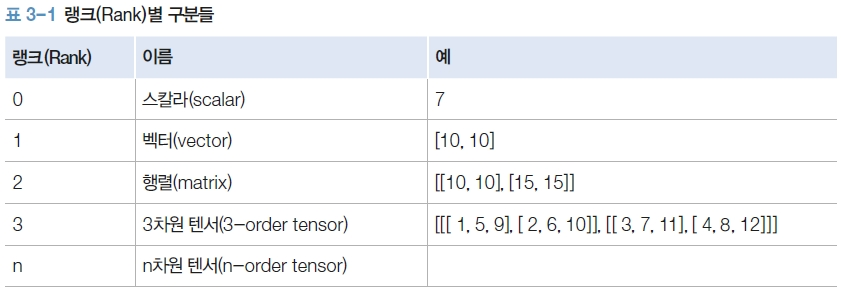 표 3-1 랭크(Rank)별 구분들
랭크(Rank) 이름 예
0 스칼라(scalar) 7
1 벡터(vector) [10, 10]
2 행렬(matrix) [[10, 10], [15, 15]]
3 3차원 텐서(3-order tensor) [[[ 1, 5, 9], [ 2, 6, 10]], [[ 3, 7, 11], [ 4, 8, 12]]]
n n차원 텐서(n-order tensor)